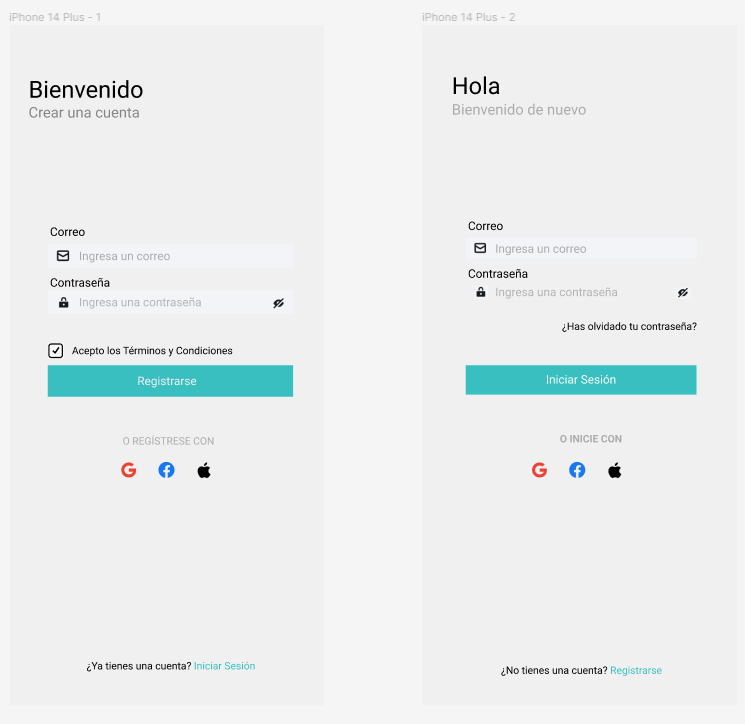 iPhone 14 Plus - 1
Bienvenido
Crear una cuenta
Correo
Ingresa un correo
Contraseña
Ingresa una contraseña
Acepto los Términos y Condiciones
Registrarse
O REGÍSTRESE CON
¿Ya tienes una cuenta? Iniciar Sesión
iPhone 14 Plus - 2
Hola
Bienvenido de nuevo
Correo
Ingresa un correo
Contraseña
Ingresa una contraseña
¿Has olvidado tu contraseña?
Iniciar Sesión
O INICIE CON
¿No tienes una cuenta? Registrarse